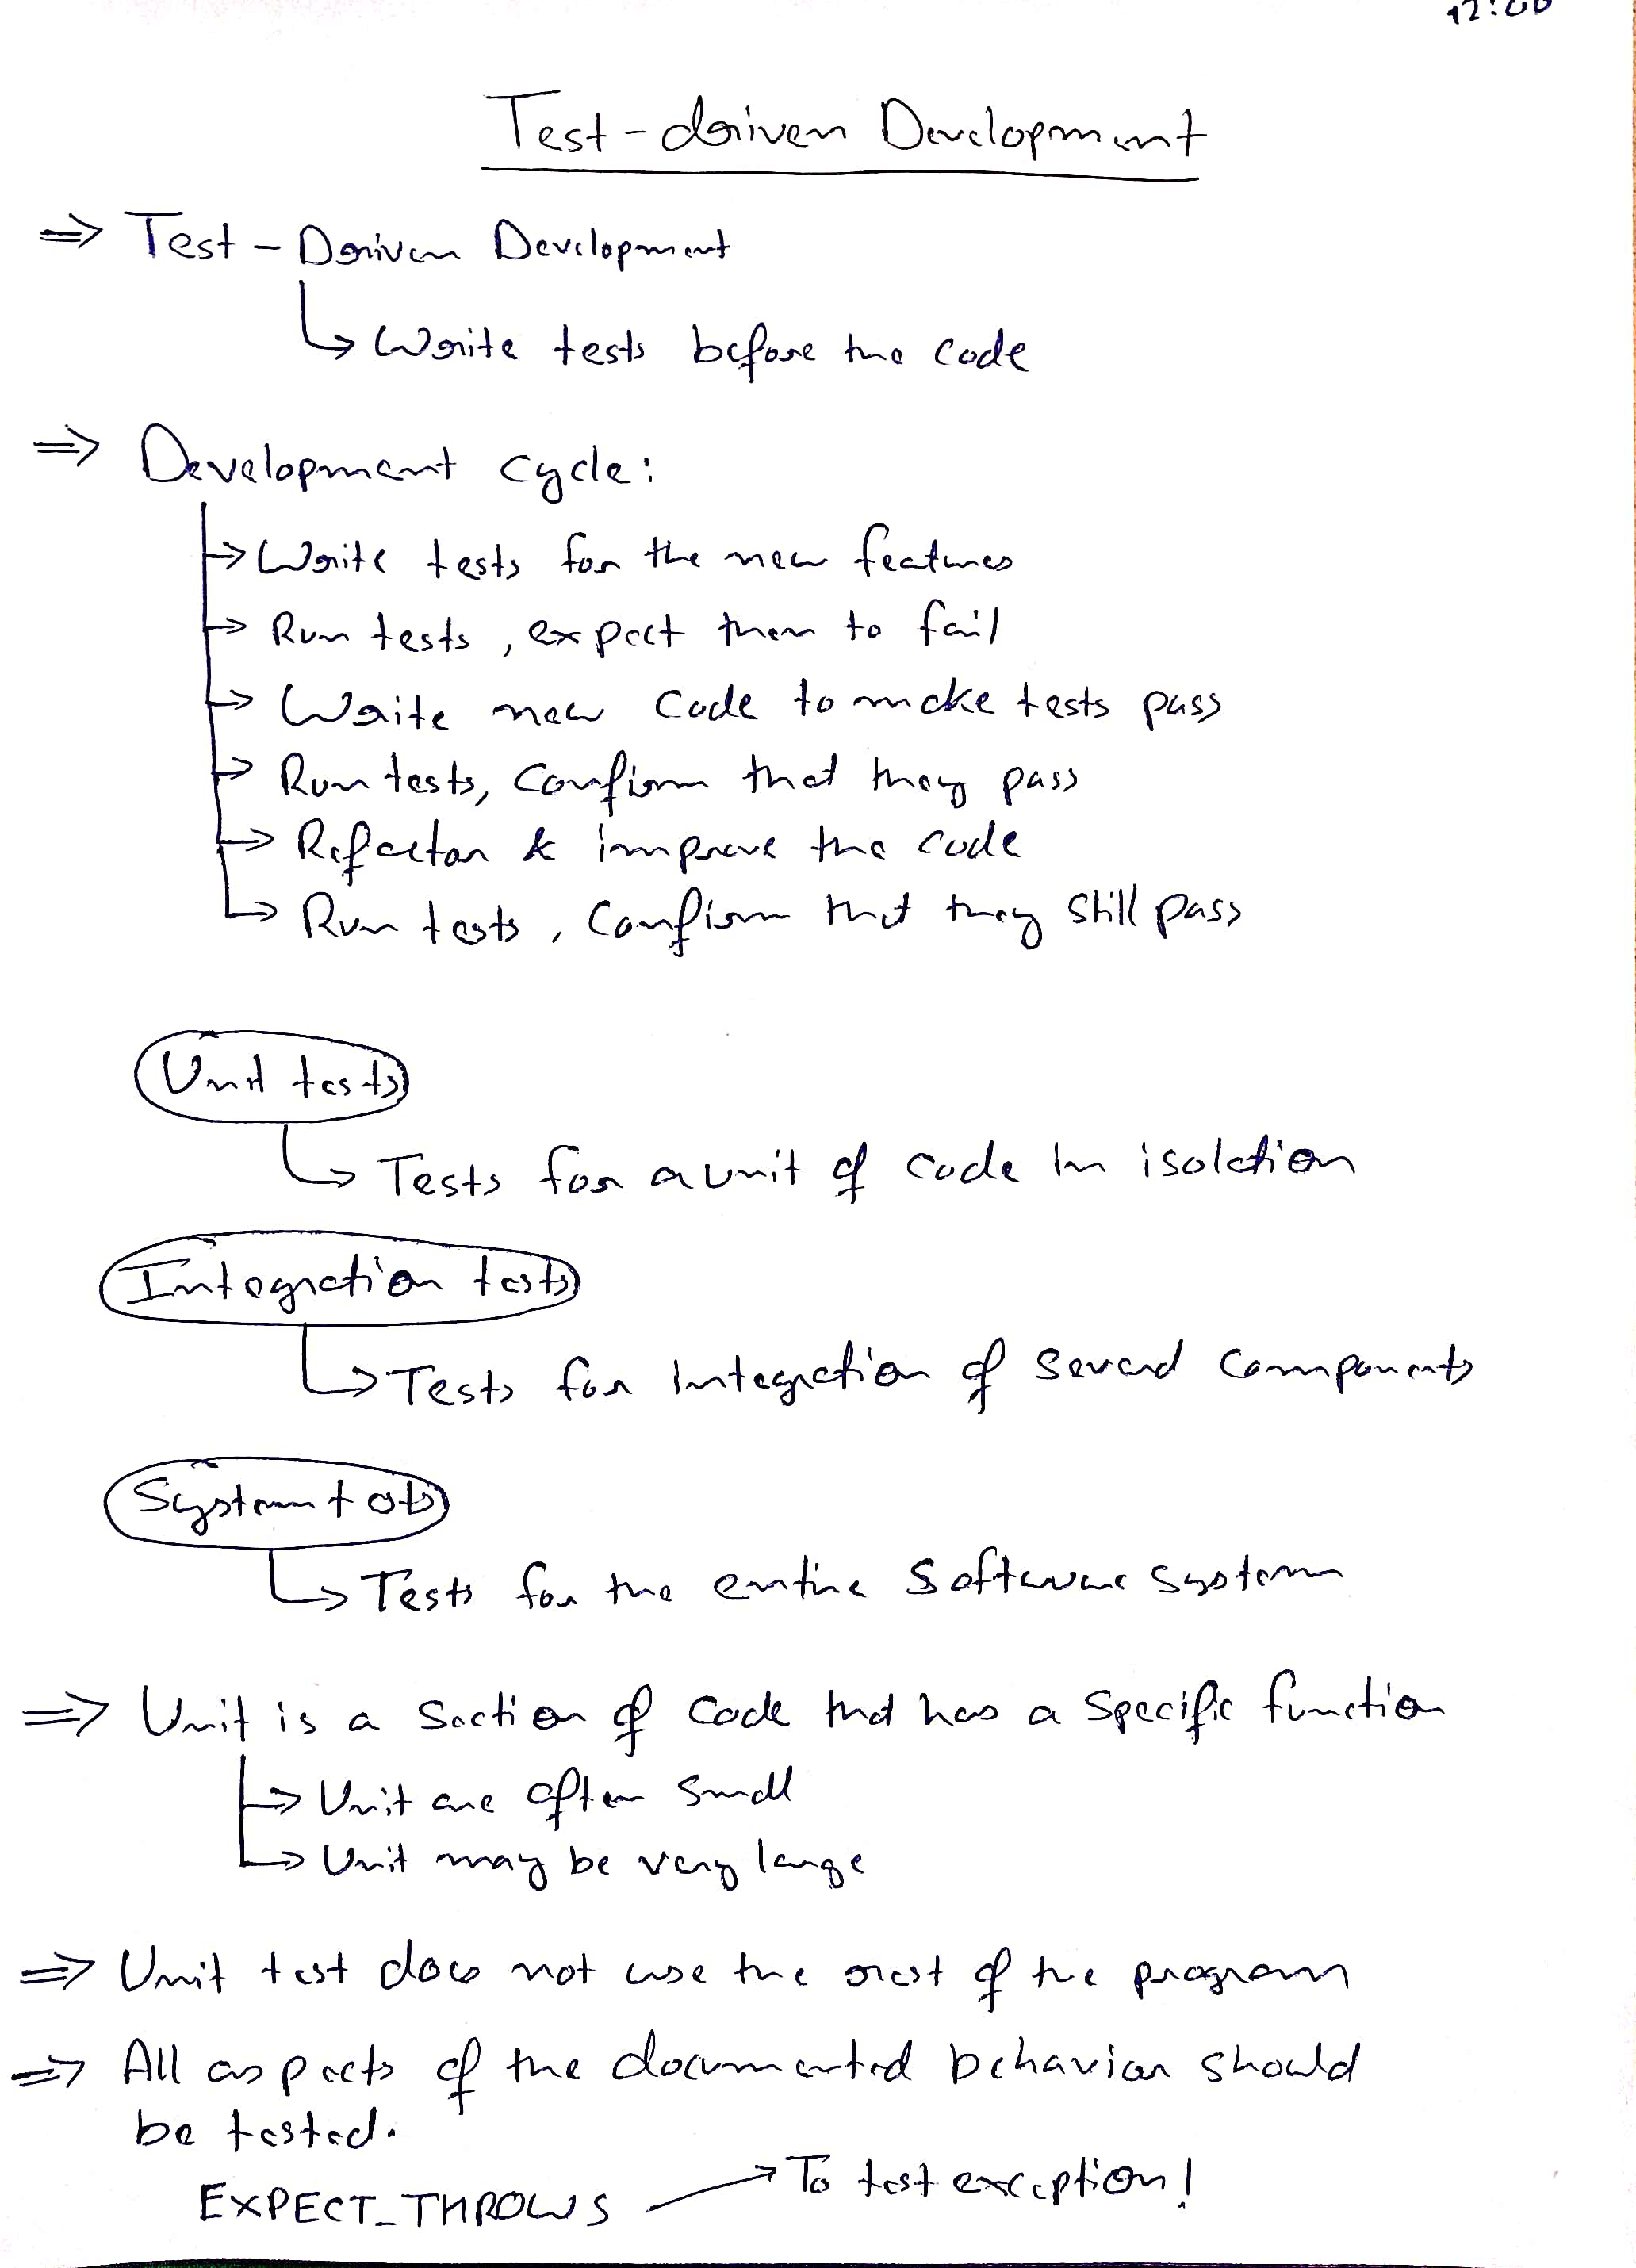 Test-driven Development
⇒ Test-Driven Development
↳ Write tests before the code
⇒ Development cycle:
→ Write tests for the new features
→ Run tests, expect them to fail
→ Write new code to make tests pass
→ Run tests, Confirm that they pass
→ Refactor & improve the code
→ Run tests, Confirm that they still pass
Unit tests
↳ Tests for a unit of code in isolation
Integration tests
↳ Tests for Integration of several components
System tests
↳ Tests for the entire Software system
⇒ Unit is a section of code that has a specific function
→ Unit are often small
→ Unit may be very large
⇒ Unit test does not use the rest of the program
⇒ All aspects of the documented behavior should
be tested.
EXPECT_THROWS → To test exception!